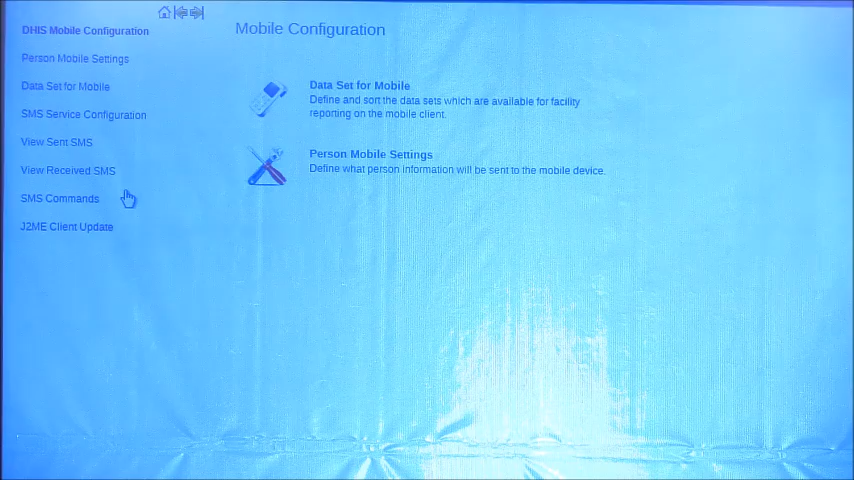 DHIS Mobile Configuration
Person Mobile Settings
Data Set for Mobile
SMS Service Configuration
View Sent SMS
View Received SMS
SMS Commands
J2ME Client Update
Mobile Configuration
Data Set for Mobile
Define and sort the data sets which are available for facility
reporting on the mobile client.
Person Mobile Settings
Define what person information will be sent to the mobile device.